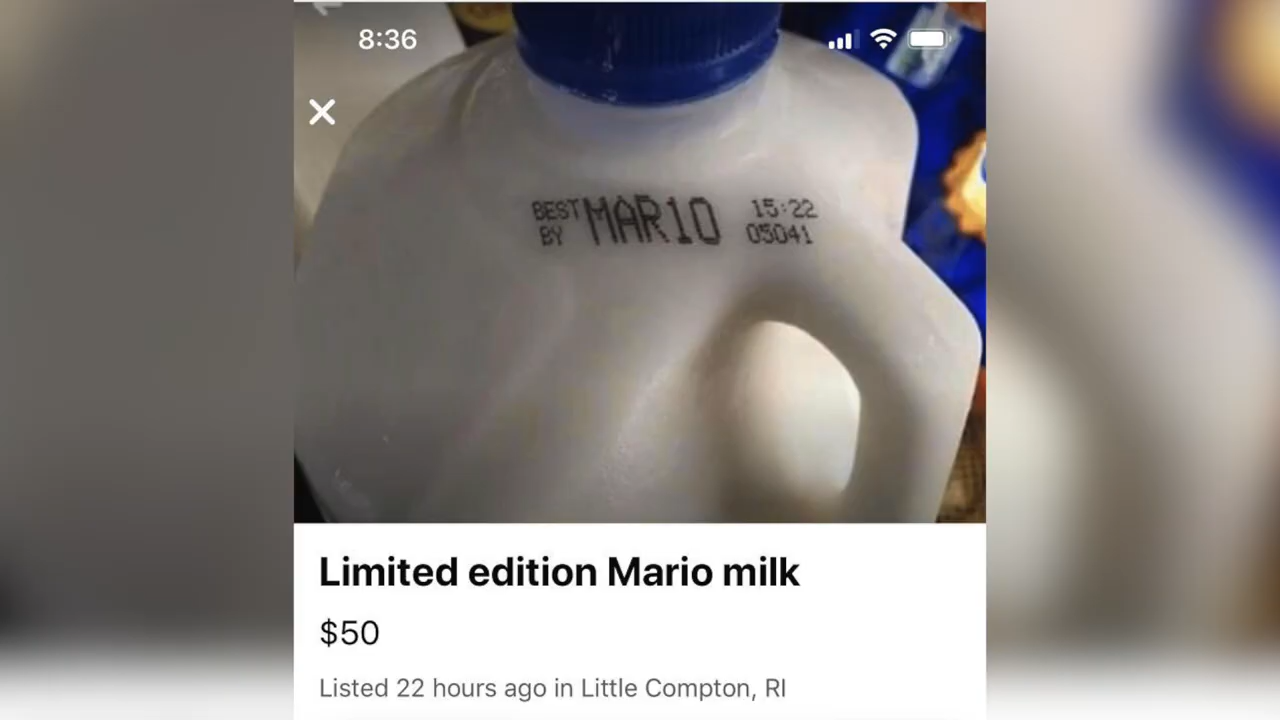 8:36
BEST MAR10 15:22
BY 05041
Limited edition Mario milk
$50
Listed 22 hours ago in Little Compton, RI